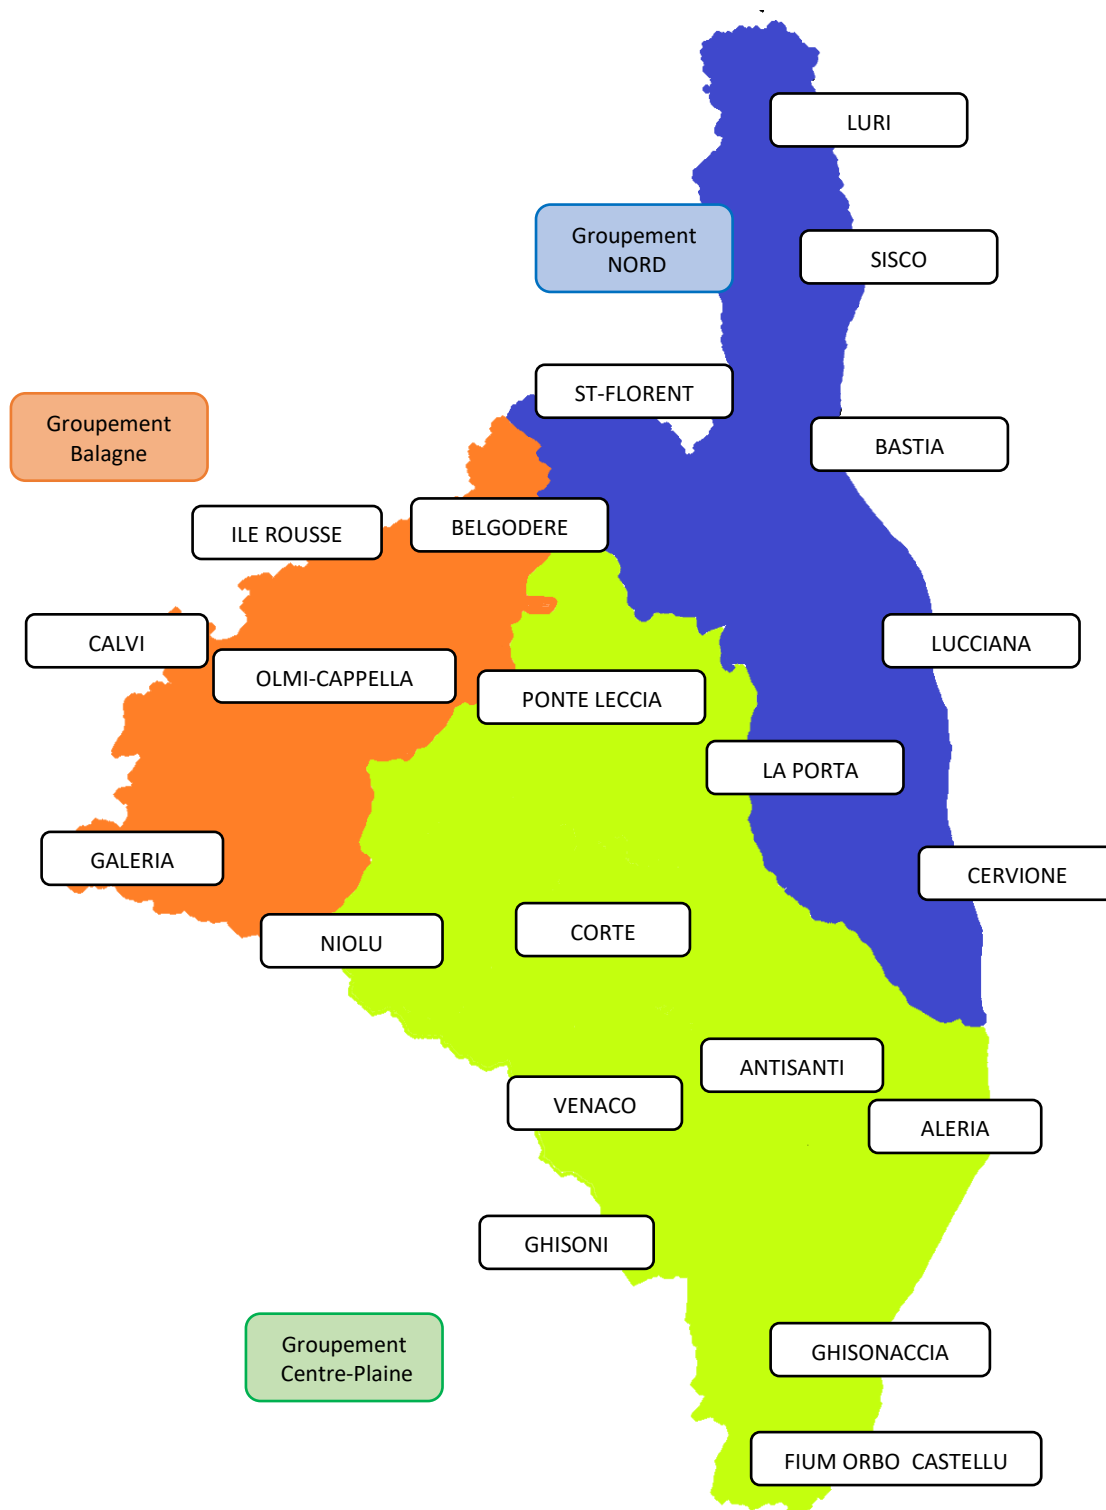 LURI
Groupement
NORD
SISCO
ST-FLORENT
Groupement
Balagne
BASTIA
ILE ROUSSE
BELGODERE
CALVI
LUCCIANA
OLMI-CAPPELLA
PONTE LECCIA
LA PORTA
GALERIA
CERVIONE
NIOLU
CORTE
ANTISANTI
VENACO
ALERIA
GHISONI
Groupement
Centre-Plaine
GHISONACCIA
FIUM ORBO  CASTELLU